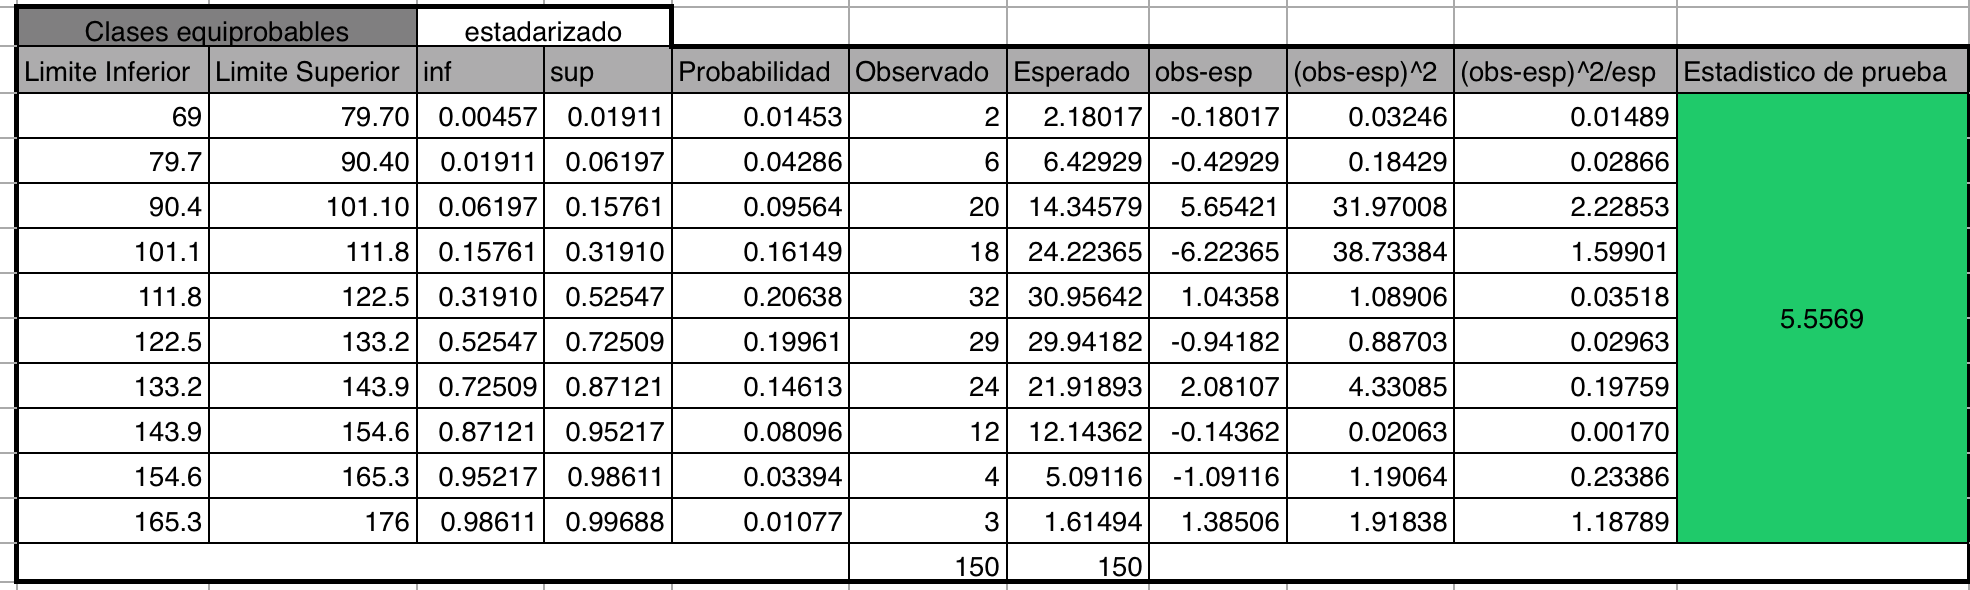 Clases equiprobables estadarizado
Limite Inferior Limite Superior inf sup Probabilidad Observado Esperado obs-esp (obs-esp)^2 (obs-esp)^2/esp Estadistico de prueba
69 79.70 0.00457 0.01911 0.01453 2 2.18017 -0.18017 0.03246 0.01489
79.7 90.40 0.01911 0.06197 0.04286 6 6.42929 -0.42929 0.18429 0.02866
90.4 101.10 0.06197 0.15761 0.09564 20 14.34579 5.65421 31.97008 2.22853
101.1 111.8 0.15761 0.31910 0.16149 18 24.22365 -6.22365 38.73384 1.59901
111.8 122.5 0.31910 0.52547 0.20638 32 30.95642 1.04358 1.08906 0.03518
5.5569
122.5 133.2 0.52547 0.72509 0.19961 29 29.94182 -0.94182 0.88703 0.02963
133.2 143.9 0.72509 0.87121 0.14613 24 21.91893 2.08107 4.33085 0.19759
143.9 154.6 0.87121 0.95217 0.08096 12 12.14362 -0.14362 0.02063 0.00170
154.6 165.3 0.95217 0.98611 0.03394 4 5.09116 -1.09116 1.19064 0.23386
165.3 176 0.98611 0.99688 0.01077 3 1.61494 1.38506 1.91838 1.18789
150 150